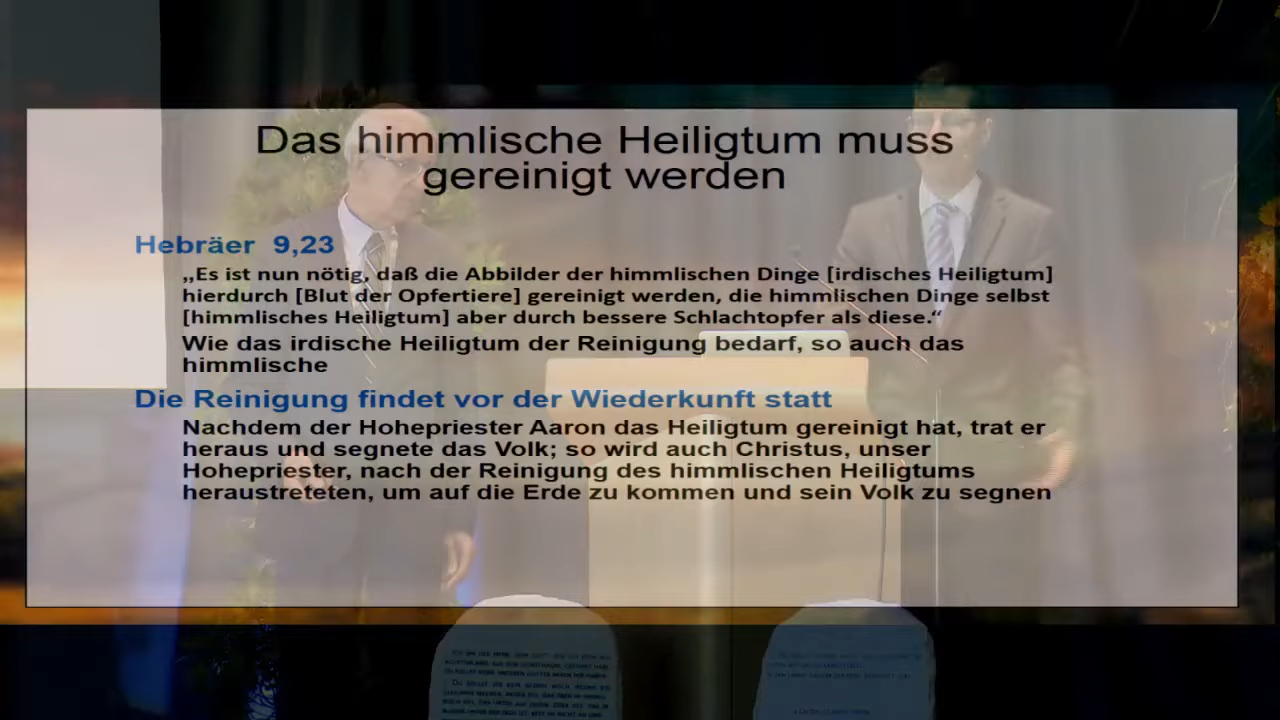 Das himmlische Heiligtum muss
gereinigt werden
Hebräer 9,23
„Es ist nun nötig, daß die Abbilder der himmlischen Dinge [irdisches Heiligtum]
hierdurch [Blut der Opfertiere] gereinigt werden, die himmlischen Dinge selbst
[himmlisches Heiligtum] aber durch bessere Schlachtopfer als diese.“
Wie das irdische Heiligtum der Reinigung bedarf, so auch das
himmlische
Die Reinigung findet vor der Wiederkunft statt
Nachdem der Hohepriester Aaron das Heiligtum gereinigt hat, trat er
heraus und segnete das Volk; so wird auch Christus, unser
Hohepriester, nach der Reinigung des himmlischen Heiligtums
heraustreteten, um auf die Erde zu kommen und sein Volk zu segnen